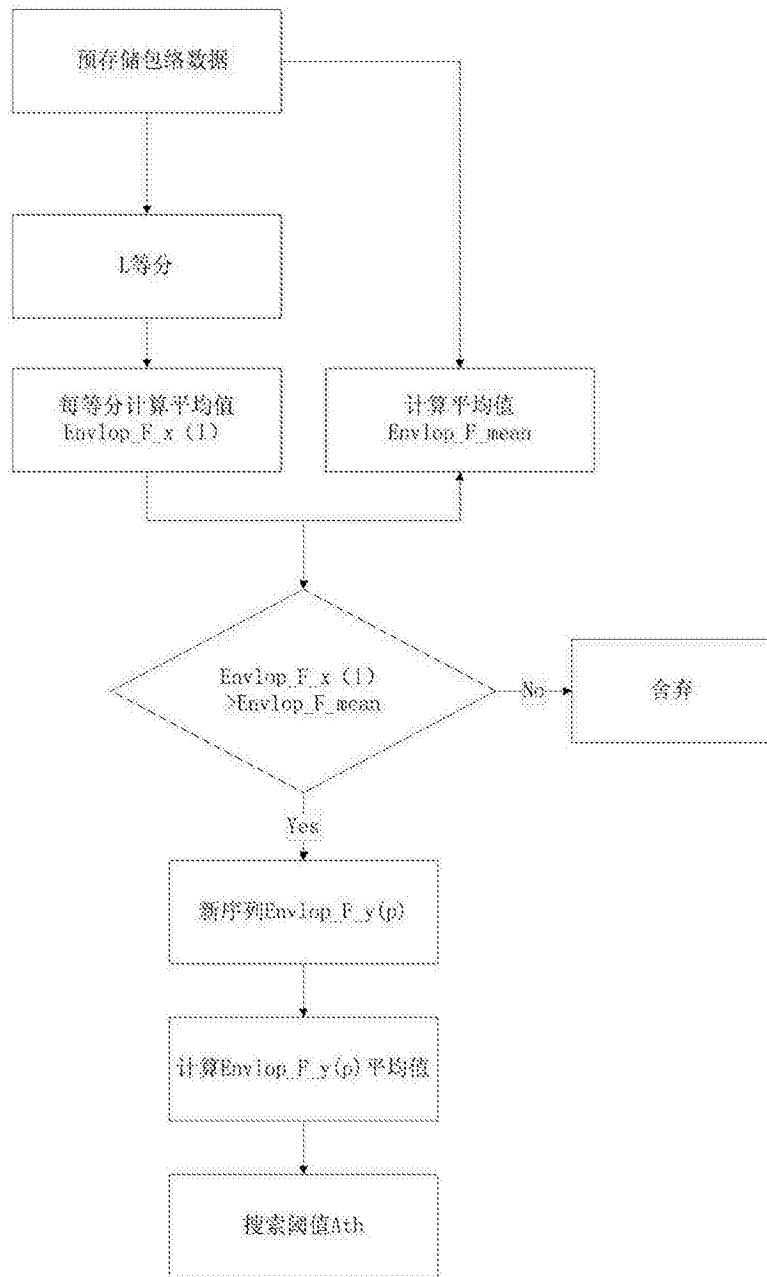 预存储包络数据
L等分
每等分计算平均值
Envlop_F_x (l)
计算平均值
Envlop_F_mean
Envlop_F_x (l)
>Envlop_F_mean
No
舍弃
Yes
新序列Envlop_F_y(p)
计算Envlop_F_y(p)平均值
搜索阈值Ath